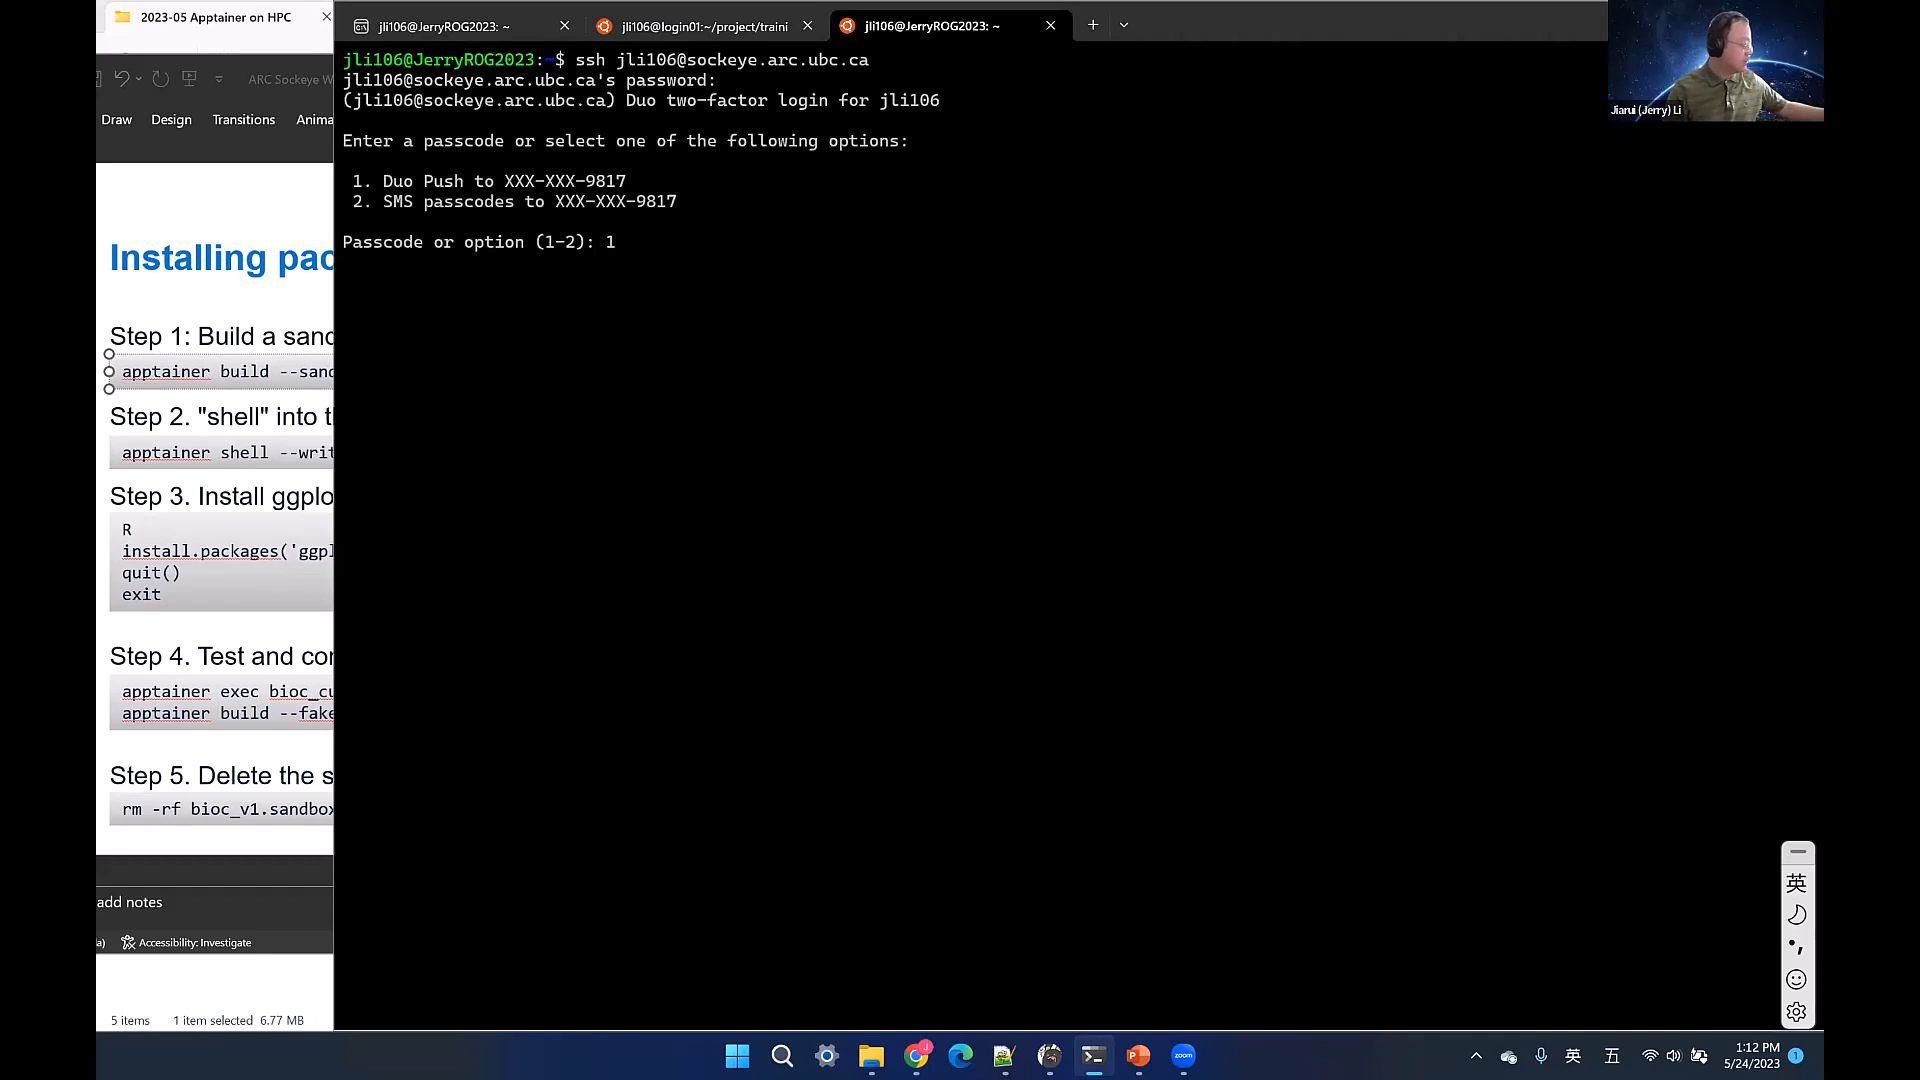 2023-05 Apptainer on HPC
jli106@JerryROG2023: ~
jli106@login01:~/project/traini
jli106@JerryROG2023: ~
ARC Sockeye W
Draw Design Transitions Anima
Installing pac
Step 1: Build a sand
apptainer build --sand
Step 2. "shell" into t
apptainer shell --writ
Step 3. Install ggplo
R
install.packages('ggpl
quit()
exit
Step 4. Test and cor
apptainer exec bioc_cu
apptainer build --fake
Step 5. Delete the s
rm -rf bioc_v1.sandbox
add notes
a) Accessibility: Investigate
5 items 1 item selected 6.77 MB
jli106@JerryROG2023:~$ ssh jli106@sockeye.arc.ubc.ca
jli106@sockeye.arc.ubc.ca's password:
(jli106@sockeye.arc.ubc.ca) Duo two-factor login for jli106
Enter a passcode or select one of the following options:
1. Duo Push to XXX-XXX-9817
2. SMS passcodes to XXX-XXX-9817
Passcode or option (1-2): 1
Jiarui (Jerry) Li
英
zoom
英
五
1:12 PM
5/24/2023
1